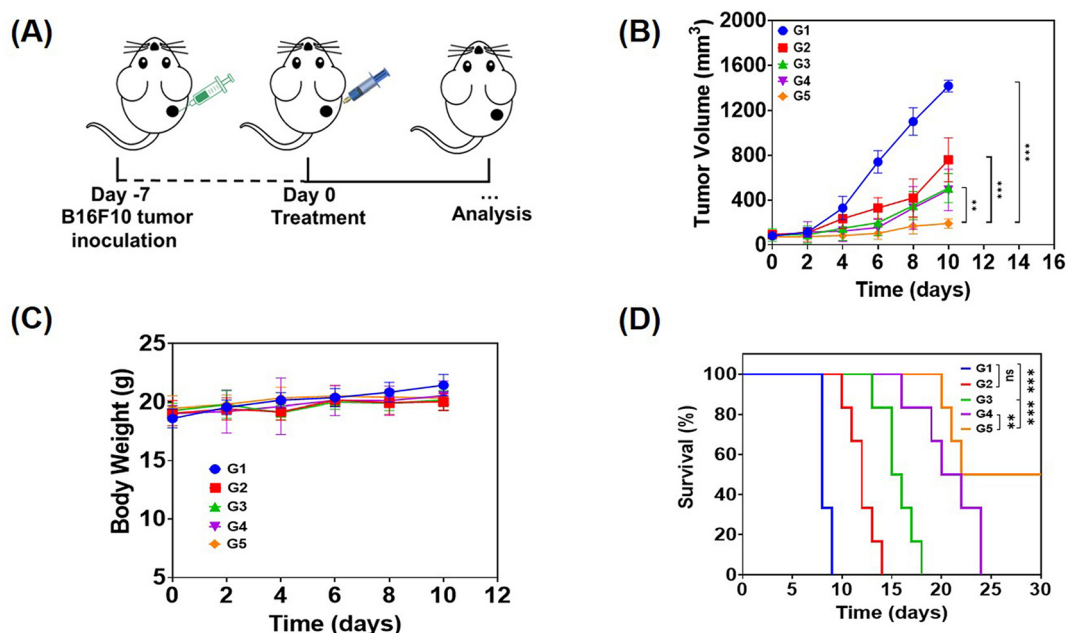 (A)
Day -7
B16F10 tumor
inoculation
Day 0
Treatment
...
Analysis
(B)
Tumor Volume (mm³)
2000
1600
1200
800
400
0
0 2 4 6 8 10 12 14 16
Time (days)
G1
G2
G3
G4
G5
**
***
***
(C)
Body Weight (g)
25
20
15
10
5
0 2 4 6 8 10 12
Time (days)
G1
G2
G3
G4
G5
(D)
Survival (%)
100
80
60
40
20
0
0 5 10 15 20 25 30
Time (days)
G1
G2
G3
G4
G5
ns
**
***
***